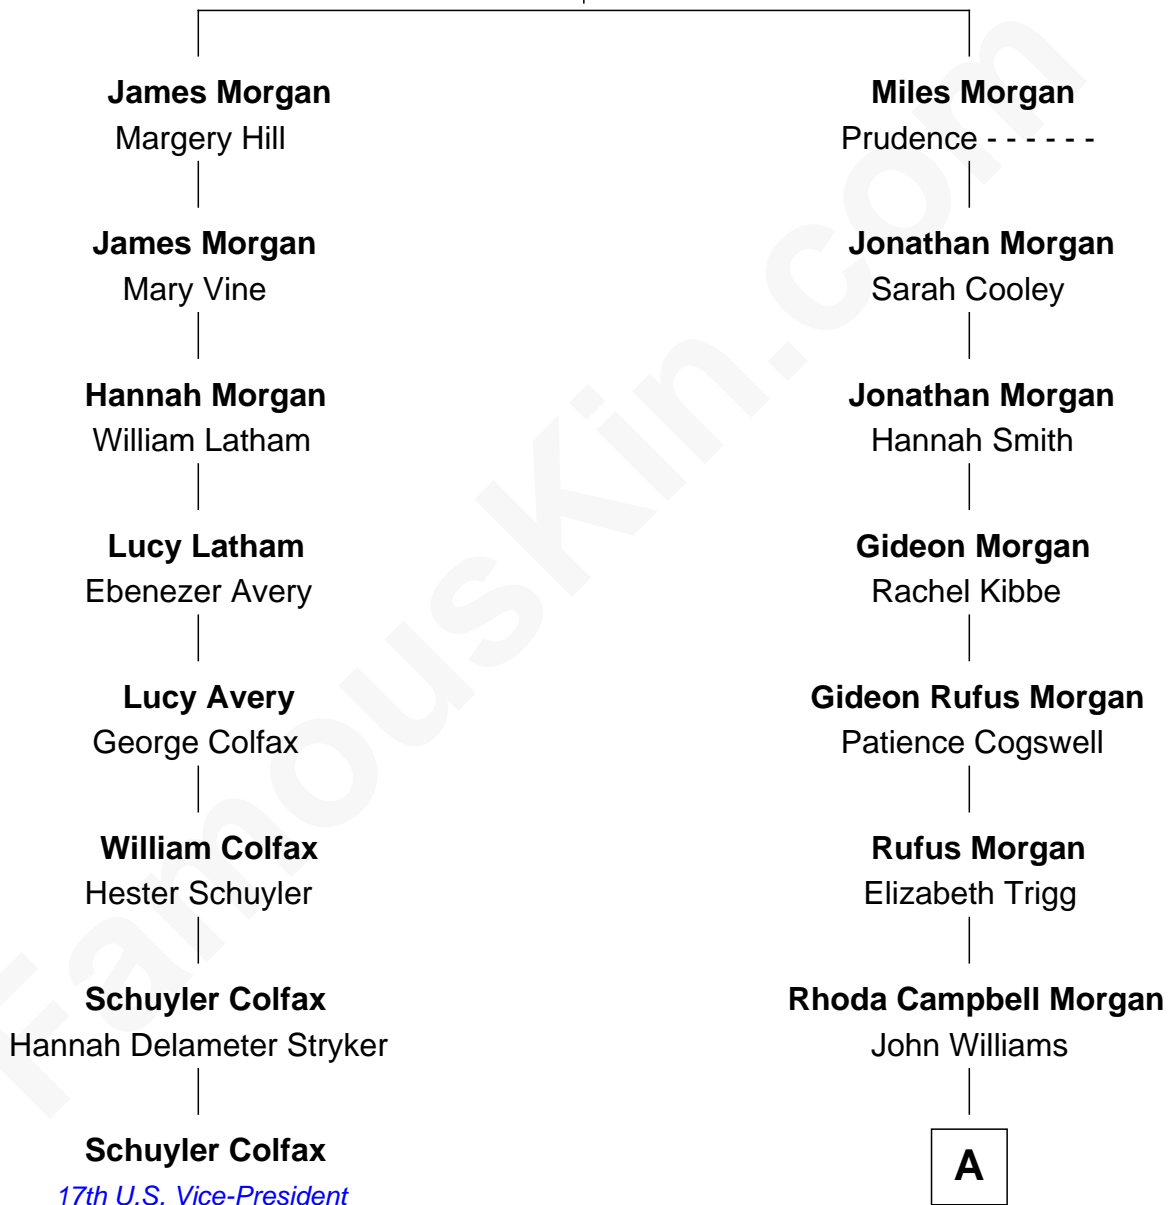 James Morgan
Margery Hill
James Morgan
Mary Vine
Hannah Morgan
William Latham
Lucy Latham
Ebenezer Avery
Lucy Avery
George Colfax
William Colfax
Hester Schuyler
Schuyler Colfax
Hannah Delameter Stryker
Schuyler Colfax
17th U.S. Vice-President
Miles Morgan
Prudence - - - - - -
Jonathan Morgan
Sarah Cooley
Jonathan Morgan
Hannah Smith
Gideon Morgan
Rachel Kibbe
Gideon Rufus Morgan
Patience Cogswell
Rufus Morgan
Elizabeth Trigg
Rhoda Campbell Morgan
John Williams
A
FamousKin.com